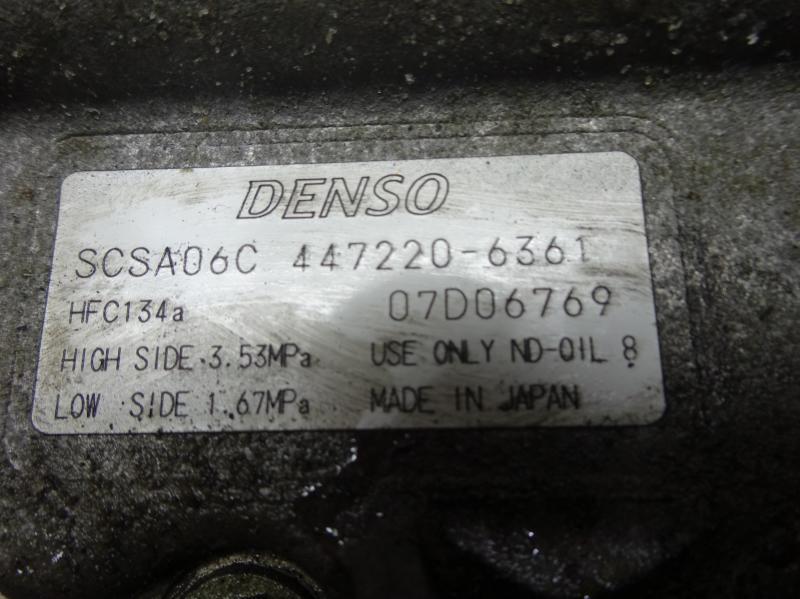 DENSO
SCSA06C 447220-6361
HFC134a 07D06769
HIGH SIDE 3.53MPa USE ONLY ND-OIL 8
LOW SIDE 1.67MPa MADE IN JAPAN